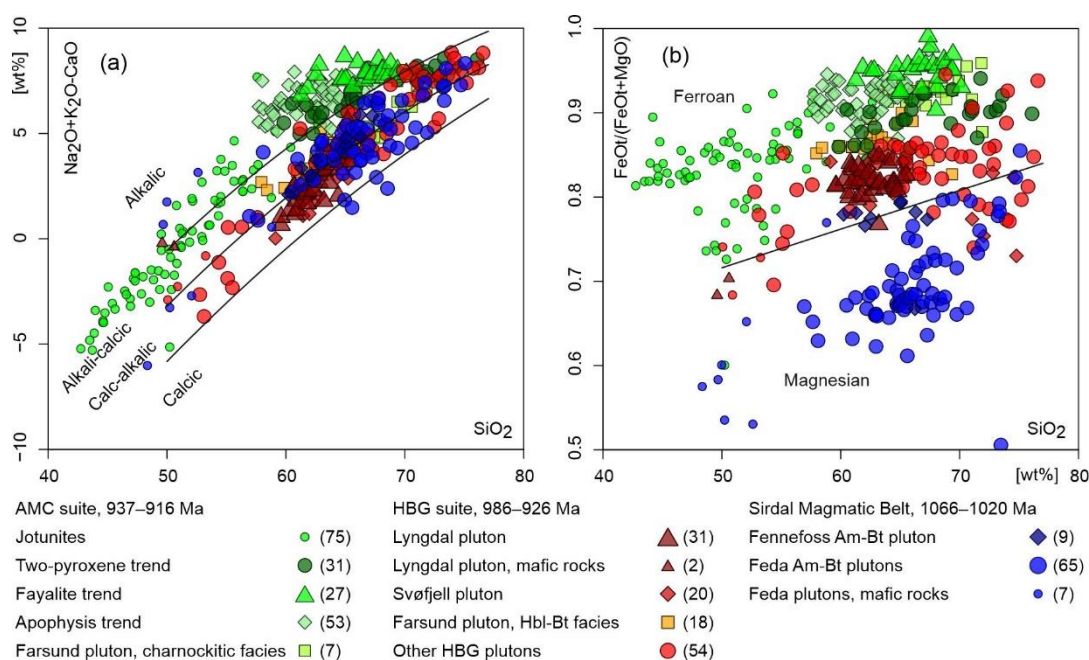 10
5
0
−5
−10
[wt%]
Na2O+K2O-CaO
(a)
Alkalic
Alkali-calcic
Calc-alkalic
Calcic
SiO2
40 50 60 70 80
1.0
0.9
0.8
0.7
0.6
0.5
FeOt/(FeOt+MgO)
(b)
Ferroan
Magnesian
SiO2
40 50 60 70 80
[wt%]
AMC suite, 937–916 Ma
Jotunites (75)
Two-pyroxene trend (31)
Fayalite trend (27)
Apophysis trend (53)
Farsund pluton, charnockitic facies (7)
HBG suite, 986–926 Ma
Lyngdal pluton (31)
Lyngdal pluton, mafic rocks (2)
Svøfjell pluton (20)
Farsund pluton, Hbl-Bt facies (18)
Other HBG plutons (54)
Sirdal Magmatic Belt, 1066–1020 Ma
Fennefoss Am-Bt pluton (9)
Feda Am-Bt plutons (65)
Feda plutons, mafic rocks (7)